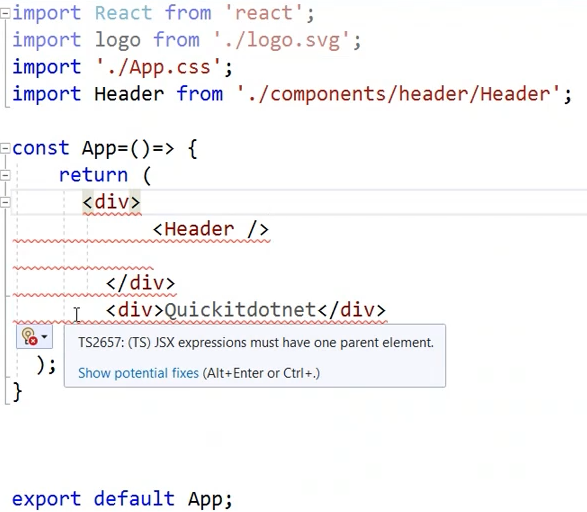 import React from 'react';
import logo from './logo.svg';
import './App.css';
import Header from './components/header/Header';
const App=()=> {
return (
<div>
<Header />
</div>
<div>Quickitdotnet</div>
TS2657: (TS) JSX expressions must have one parent element.
Show potential fixes (Alt+Enter or Ctrl+.)
);
}
export default App;